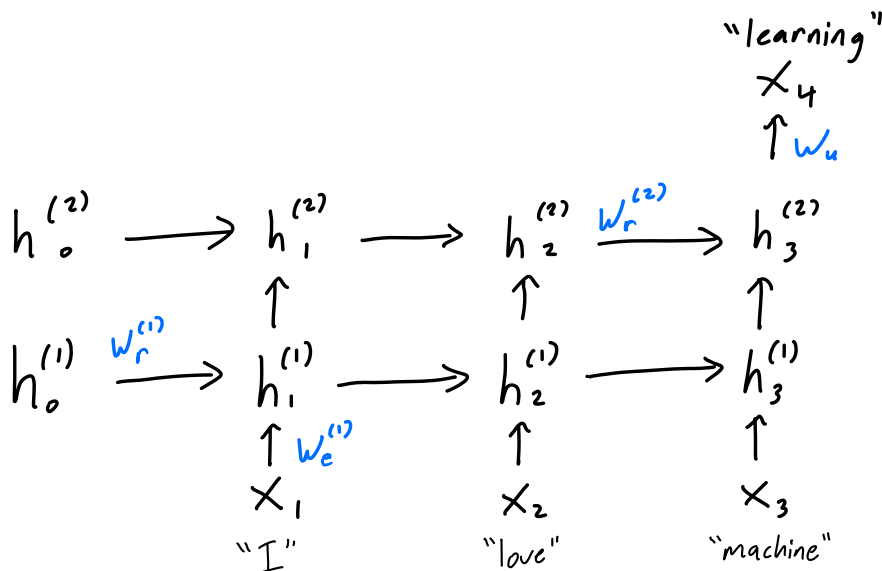 "learning"
x₄
Wᵤ
h₀⁽²⁾ h₁⁽²⁾ h₂⁽²⁾ Wᵣ⁽²⁾ h₃⁽²⁾
h₀⁽¹⁾ Wᵣ⁽¹⁾ h₁⁽¹⁾ h₂⁽¹⁾ h₃⁽¹⁾
Wₑ⁽¹⁾
x₁ x₂ x₃
"I" "love" "machine"